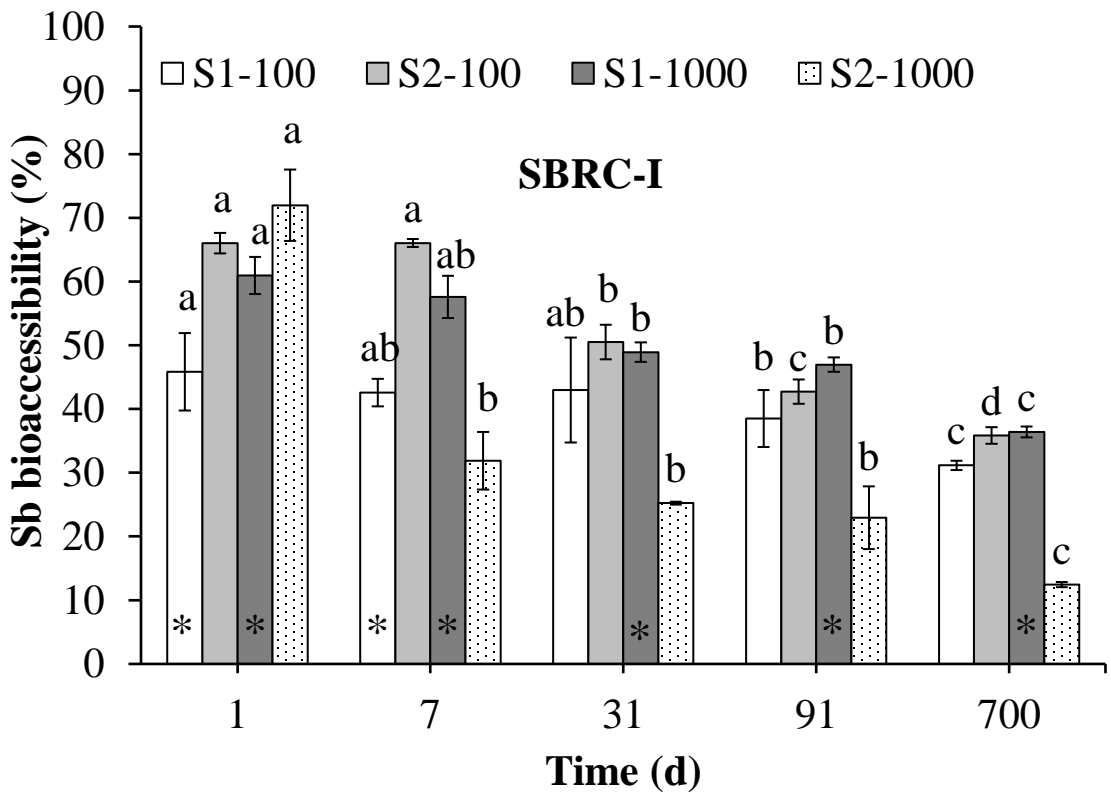 100
90
80
70
60
50
40
30
20
10
0
Sb bioaccessibility (%)
S1-100 S2-100 S1-1000 S2-1000
SBRC-I
a a a a
ab a ab b
ab b b b
b c b b
c d c c
* * * * * * *
1 7 31 91 700
Time (d)